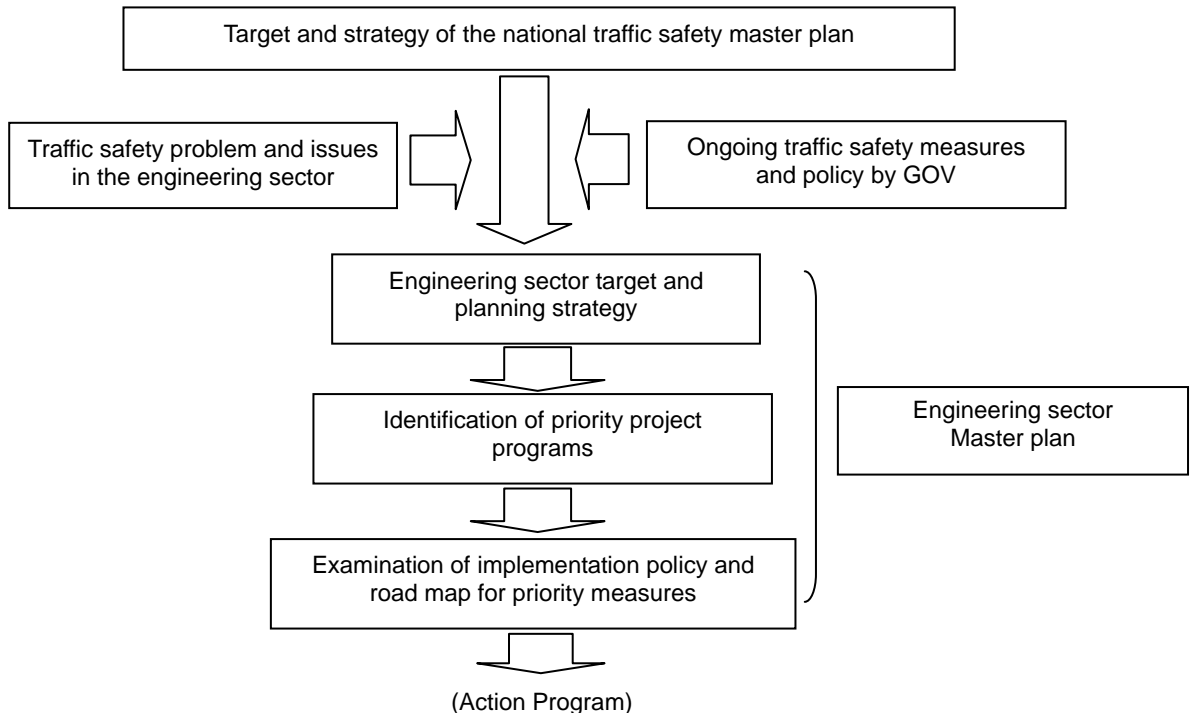 Target and strategy of the national traffic safety master plan
Traffic safety problem and issues
in the engineering sector
Ongoing traffic safety measures
and policy by GOV
Engineering sector target and
planning strategy
Identification of priority project
programs
Engineering sector
Master plan
Examination of implementation policy and
road map for priority measures
(Action Program)